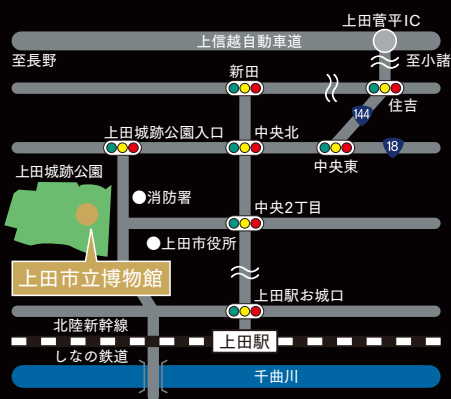 上田菅平IC
上信越自動車道
至長野
至小諸
新田
住吉
144
上田城跡公園入口
中央北
18
中央東
上田城跡公園
消防署
中央2丁目
上田市役所
上田市立博物館
上田駅お城口
北陸新幹線
上田駅
しなの鉄道
千曲川